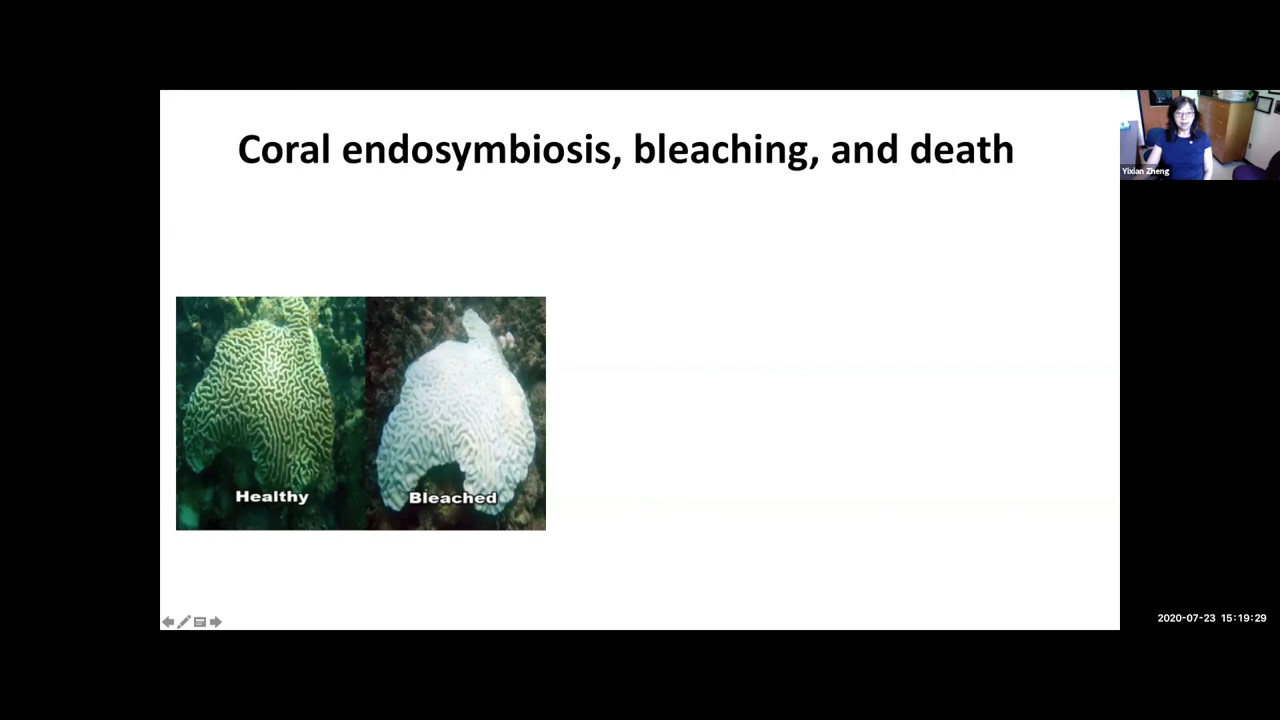 Coral endosymbiosis, bleaching, and death
Yixian Zheng
Healthy
Bleached
2020-07-23 15:19:29